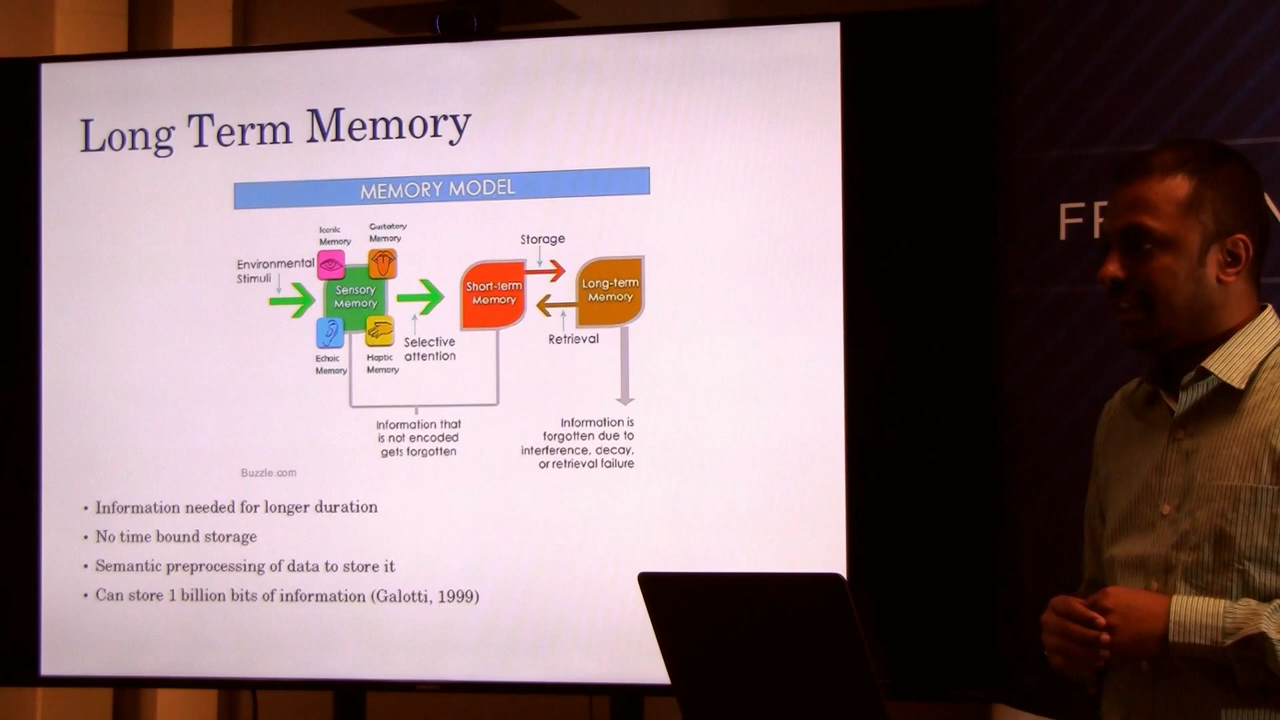 Long Term Memory
MEMORY MODEL
Iconic
Memory
Gustatory
Memory
Environmental
Stimuli
Sensory
Memory
Echoic
Memory
Haptic
Memory
Selective
attention
Short-term
Memory
Storage
Retrieval
Long-term
Memory
Information that
is not encoded
gets forgotten
Information is
forgotten due to
interference, decay,
or retrieval failure
Buzzle.com
• Information needed for longer duration
• No time bound storage
• Semantic preprocessing of data to store it
• Can store 1 billion bits of information (Galotti, 1999)